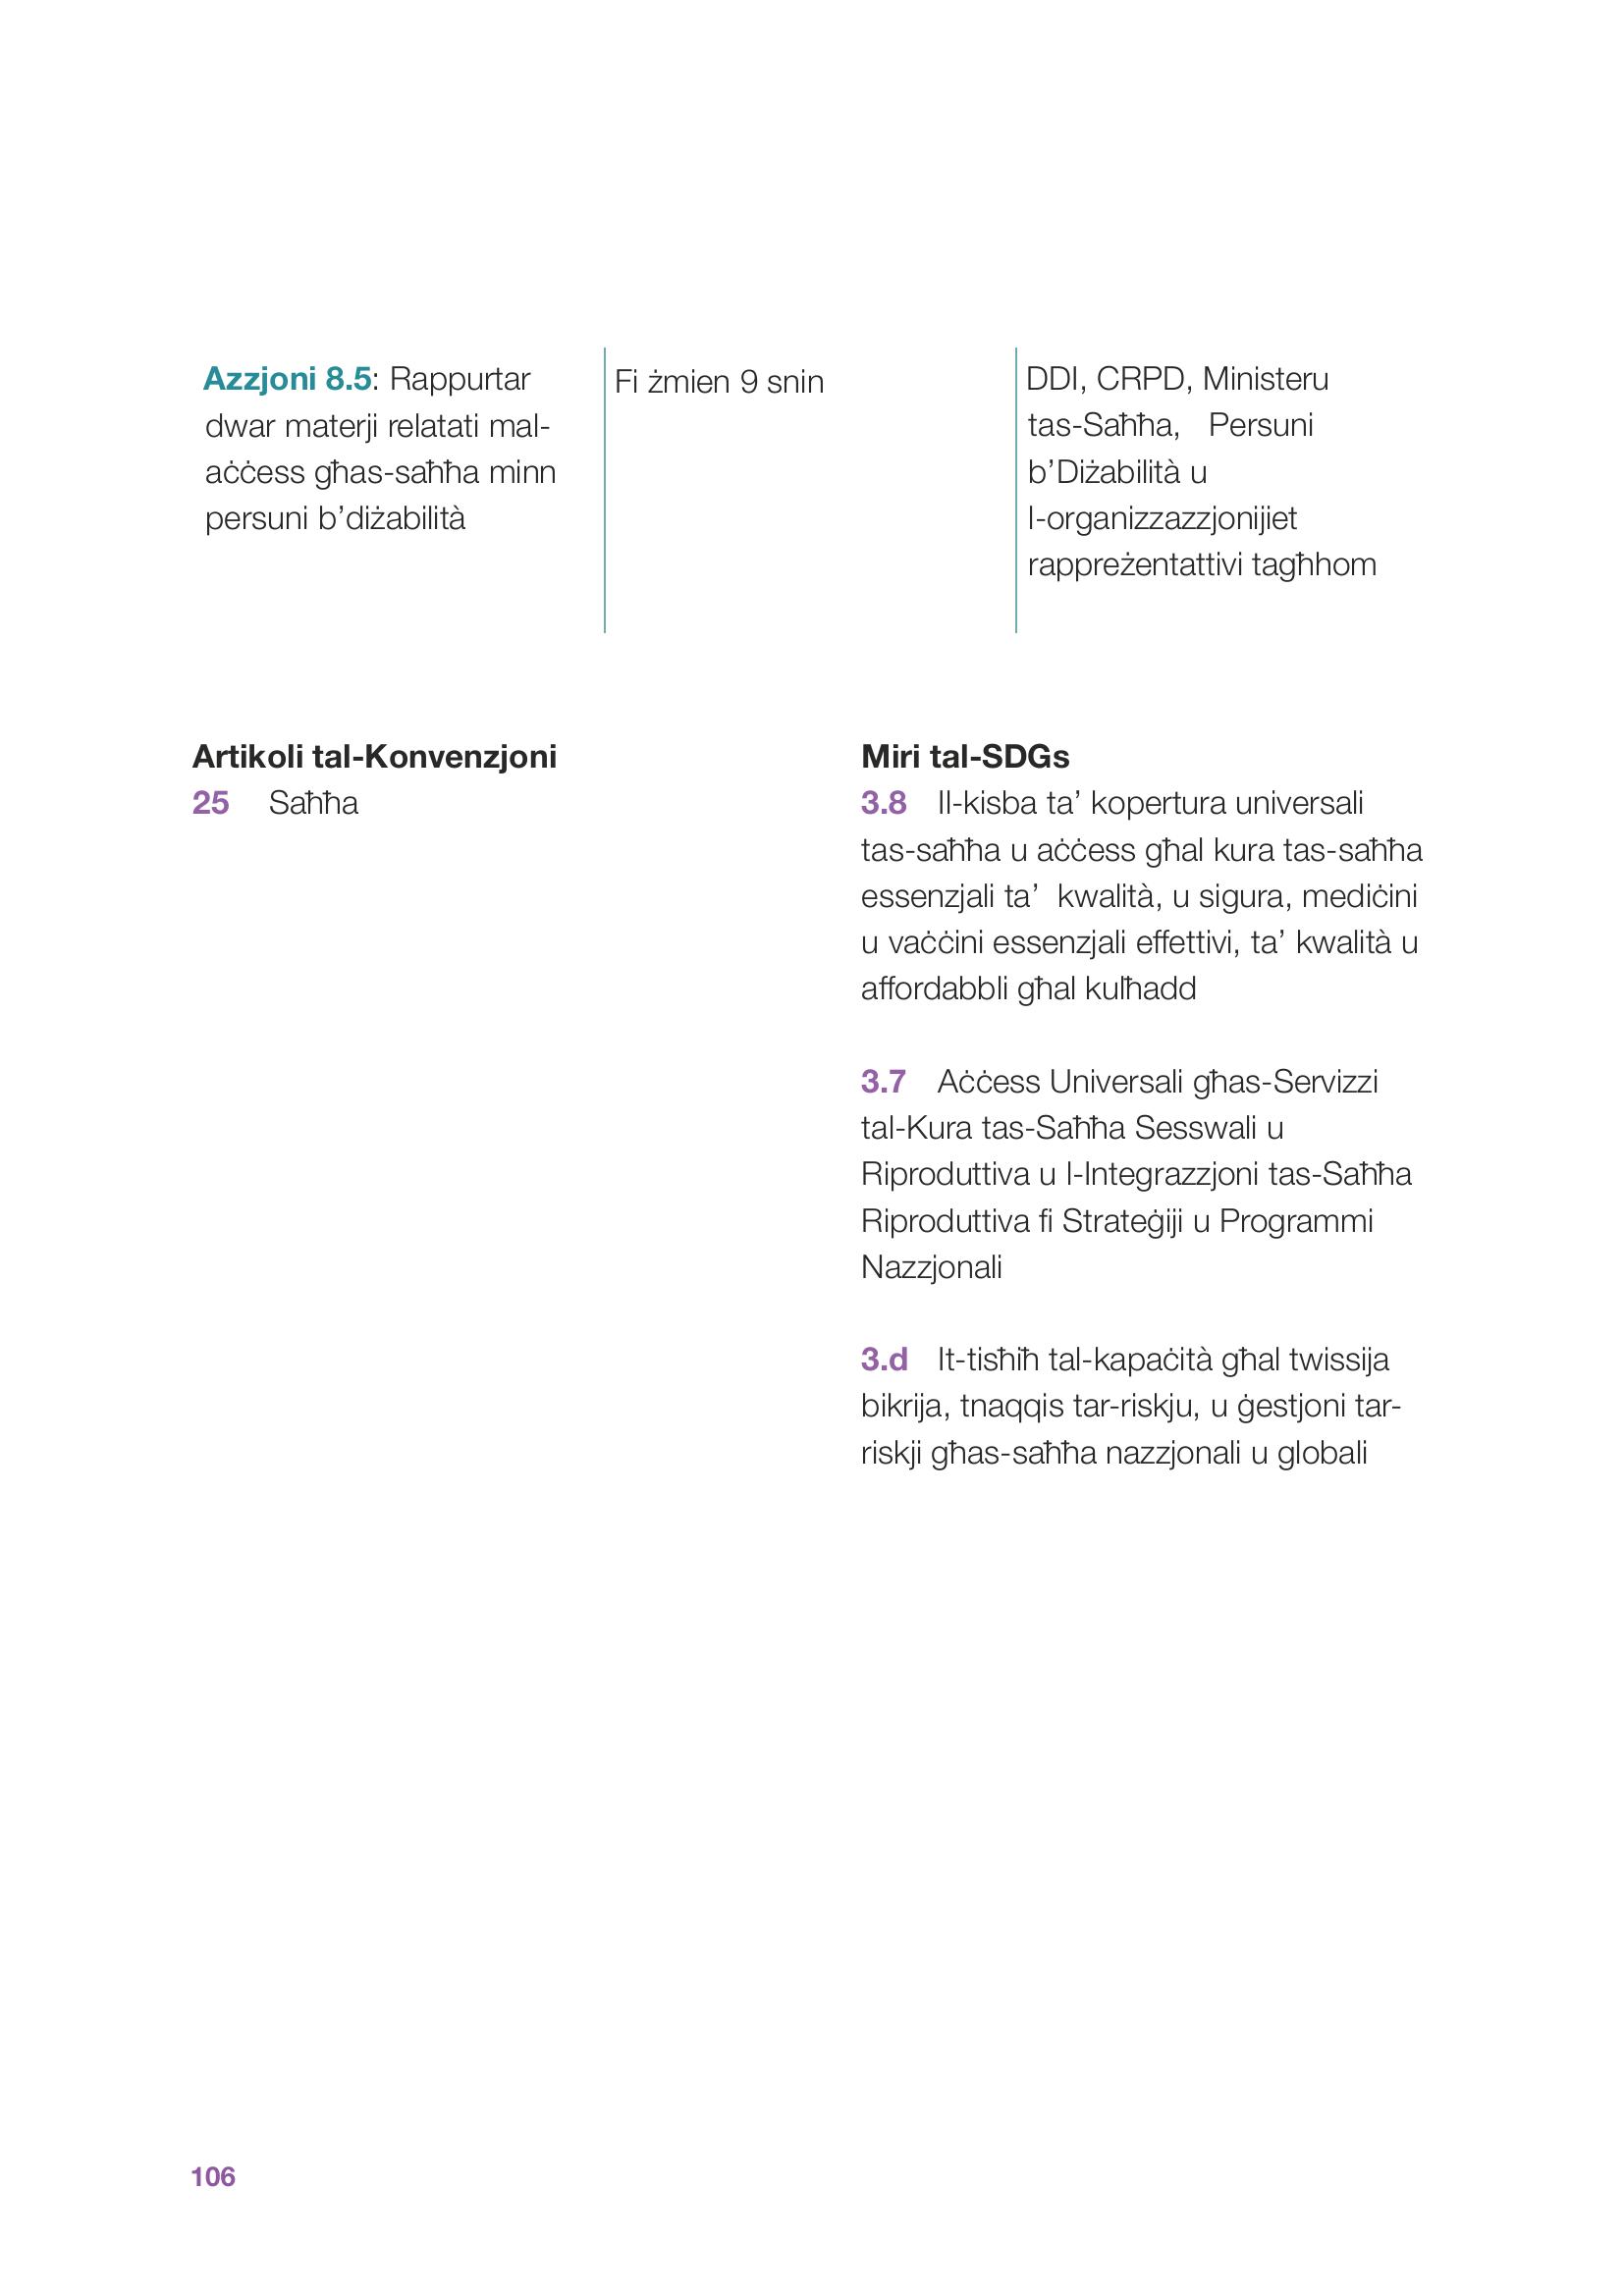 Azzjoni 8.5: Rappurtar
dwar materji relatati mal-
aċċess għas-saħħa minn
persuni b’diżabilità
Fi żmien 9 snin
DDI, CRPD, Ministeru
tas-Saħħa, Persuni
b’Diżabilità u
l-organizzazzjonijiet
rappreżentattivi tagħhom
Artikoli tal-Konvenzjoni
25 Saħħa
Miri tal-SDGs
3.8 Il-kisba ta’ kopertura universali
tas-saħħa u aċċess għal kura tas-saħħa
essenzjali ta’ kwalità, u sigura, mediċini
u vaċċini essenzjali effettivi, ta’ kwalità u
affordabbli għal kulħadd
3.7 Aċċess Universali għas-Servizzi
tal-Kura tas-Saħħa Sesswali u
Riproduttiva u l-Integrazzjoni tas-Saħħa
Riproduttiva fi Strateġiji u Programmi
Nazzjonali
3.d It-tisħiħ tal-kapaċità għal twissija
bikrija, tnaqqis tar-riskju, u ġestjoni tar-
riskji għas-saħħa nazzjonali u globali
106